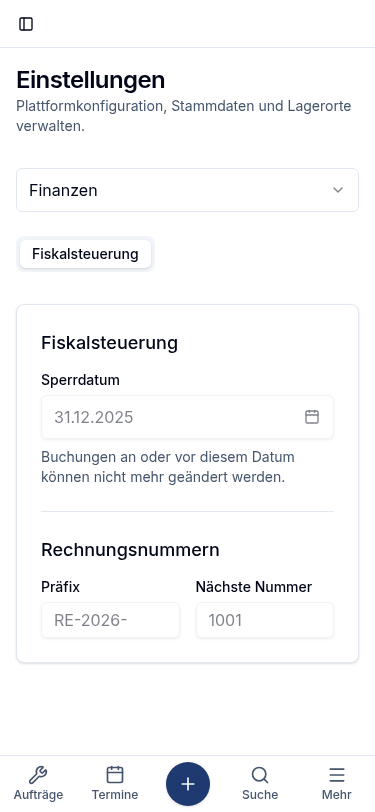 Einstellungen
Plattformkonfiguration, Stammdaten und Lagerorte
verwalten.
Finanzen
Fiskalsteuerung
Fiskalsteuerung
Sperrdatum
31.12.2025
Buchungen an oder vor diesem Datum
können nicht mehr geändert werden.
Rechnungsnummern
Präfix Nächste Nummer
RE-2026- 1001
Aufträge Termine Suche Mehr